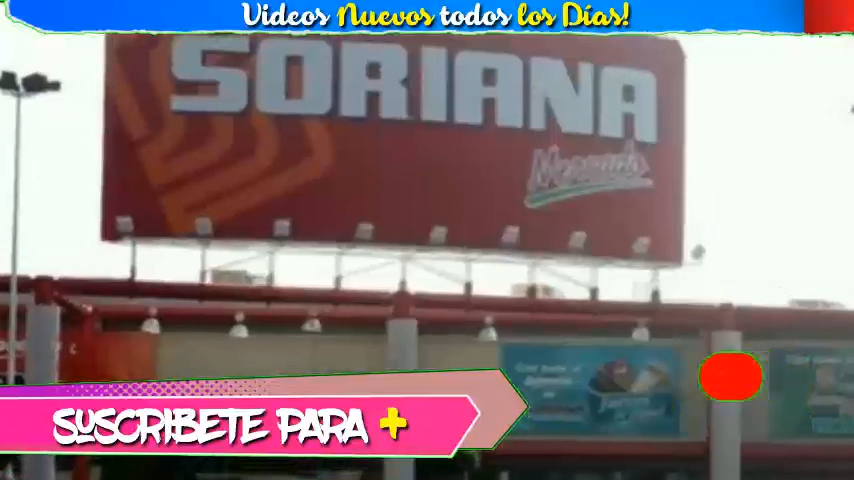 Videos Nuevos todos los Días!
SORIANA
Mercado
SUSCRIBETE PARA +